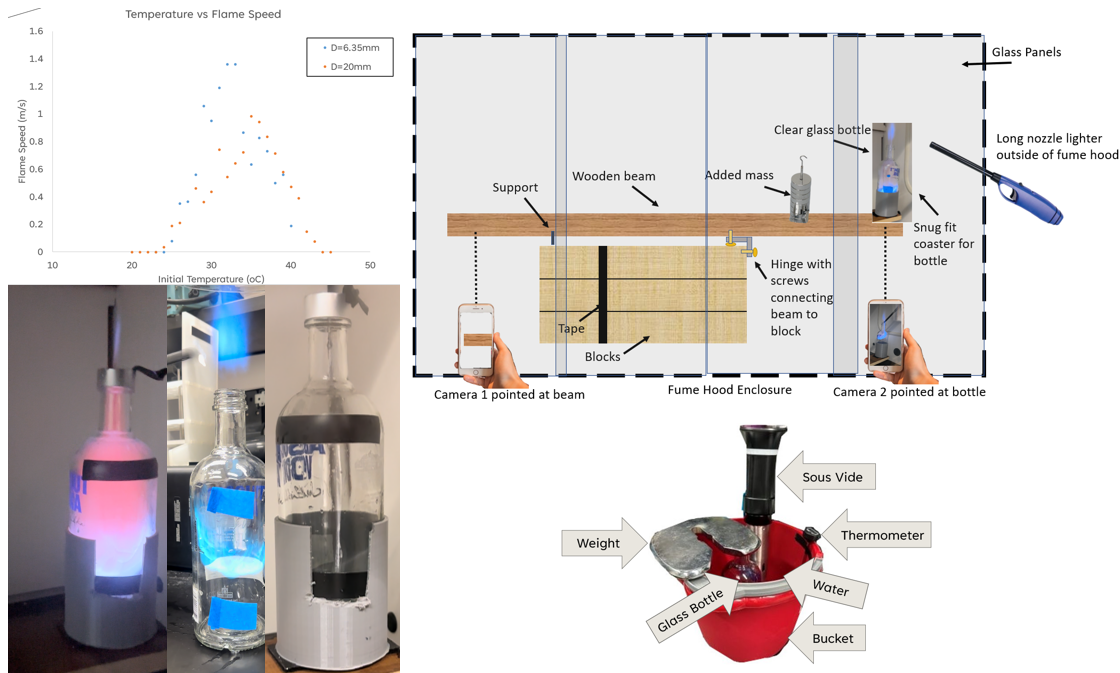 Temperature vs Flame Speed
1.6
1.4
1.2
1
0.8
0.6
0.4
0.2
0
Flame Speed (m/s)
10
20
30
40
50
Initial Temperature (oC)
D=6.35mm
D=20mm
Glass Panels
Clear glass bottle
Long nozzle lighter
outside of fume hood
Added mass
Wooden beam
Support
Snug fit
coaster for
bottle
Hinge with
screws
connecting
beam to
block
Tape
Blocks
Camera 1 pointed at beam
Fume Hood Enclosure
Camera 2 pointed at bottle
Sous Vide
Weight
Thermometer
Water
Glass Bottle
Bucket